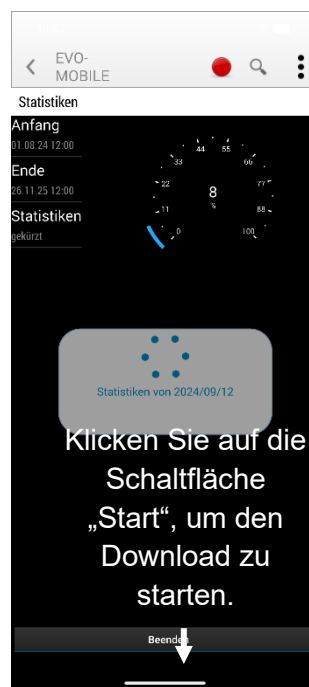 EVO-
MOBILE
Statistiken
Anfang
01.08.24 12:00
Ende
26.11.25 12:00
Statistiken
gekürzt
44 55
33 66
22 77
8
%
11 88
0 100
Statistiken von 2024/09/12
Klicken Sie auf die
Schaltfläche
„Start“, um den
Download zu
starten.
Beenden